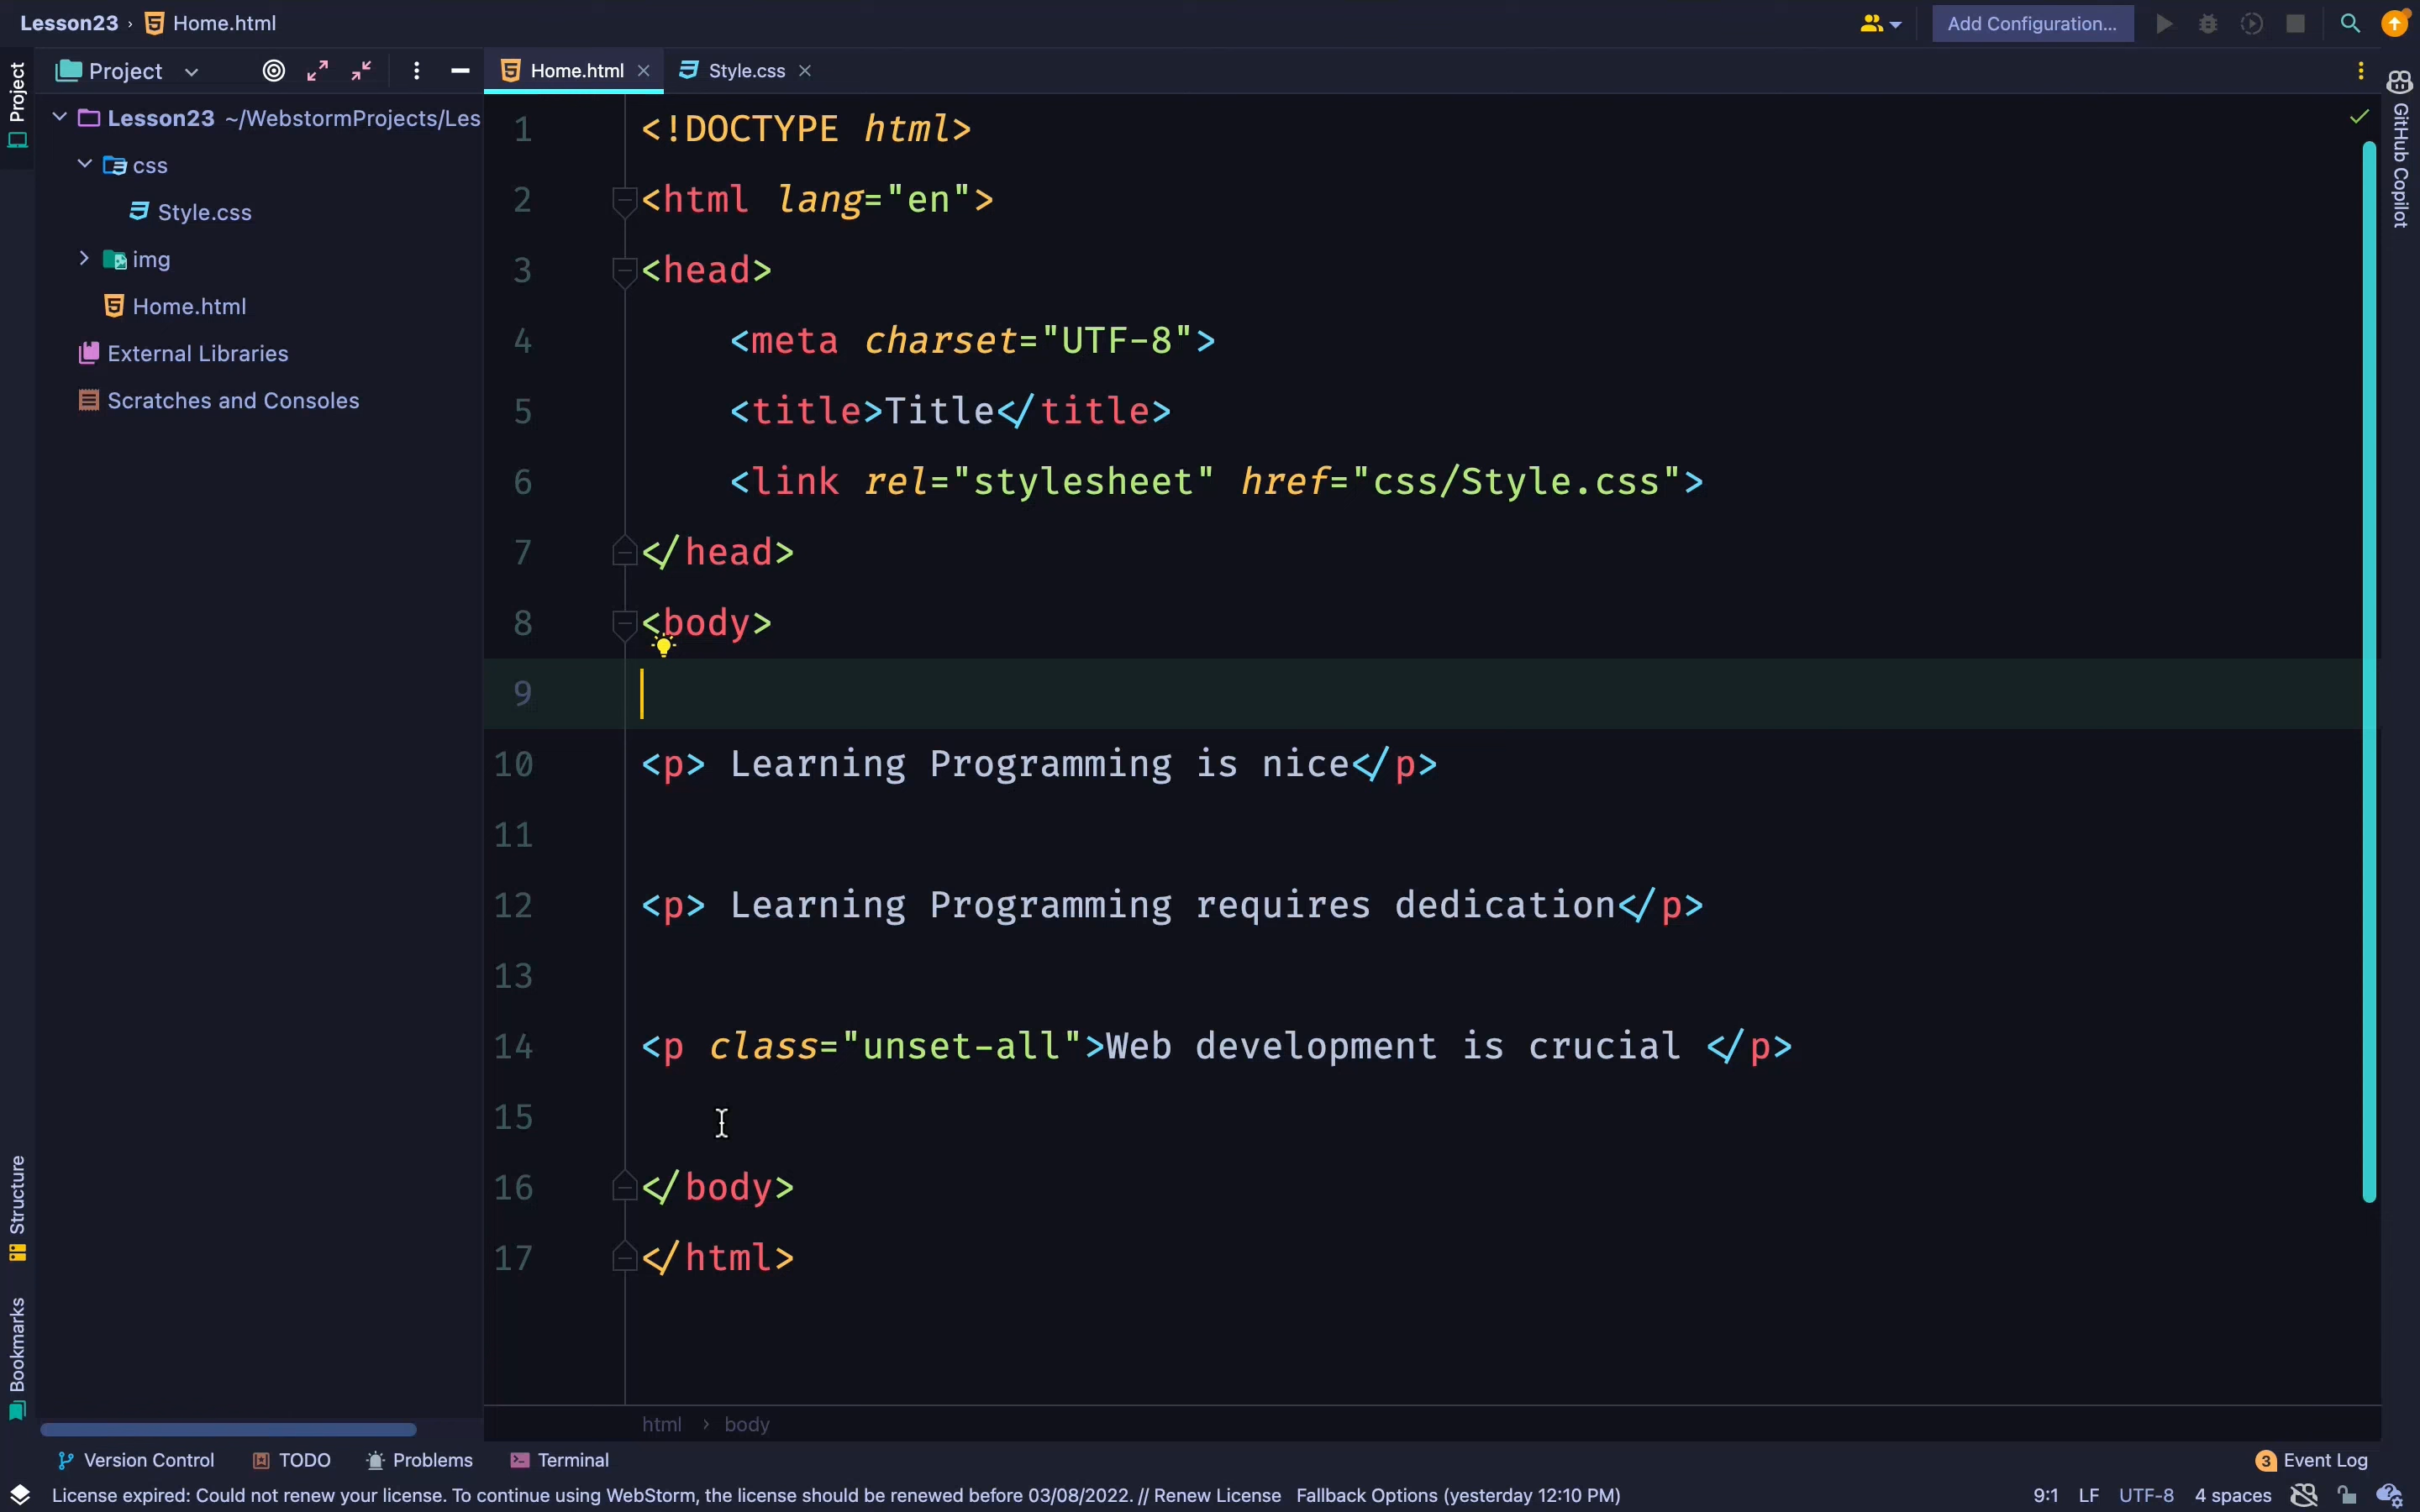 Lesson23 › Home.html
Add Configuration...
Project
Home.html
Style.css
Project
GitHub Copilot
Lesson23 ~/WebstormProjects/Les
css
Style.css
img
Home.html
External Libraries
Scratches and Consoles
1 <!DOCTYPE html>
2 <html lang="en">
3 <head>
4 <meta charset="UTF-8">
5 <title>Title</title>
6 <link rel="stylesheet" href="css/Style.css">
7 </head>
8 <body>
9
10 <p> Learning Programming is nice</p>
11
12 <p> Learning Programming requires dedication</p>
13
14 <p class="unset-all">Web development is crucial </p>
15
16 </body>
17 </html>
Structure
Bookmarks
html › body
Version Control TODO Problems Terminal
3 Event Log
License expired: Could not renew your license. To continue using WebStorm, the license should be renewed before 03/08/2022. // Renew License Fallback Options (yesterday 12:10 PM)
9:1 LF UTF-8 4 spaces